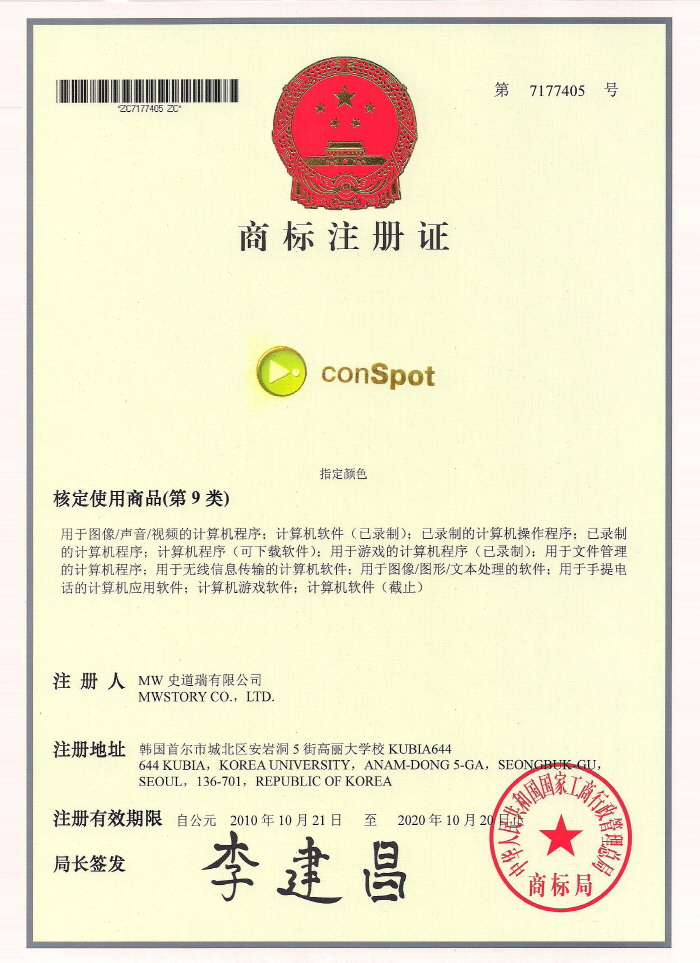 第 7177405 号
*ZC7177405 ZC*
商标注册证
conSpot
指定颜色
核定使用商品(第 9 类)
用于图像/声音/视频的计算机程序；计算机软件（已录制）；已录制的计算机操作程序；已录制
的计算机程序；计算机程序（可下载软件）；用于游戏的计算机程序（已录制）；用于文件管理
的计算机程序；用于无线信息传输的计算机软件；用于图像/图形/文本处理的软件；用于手提电
话的计算机应用软件；计算机游戏软件；计算机软件（截止）
注 册 人 MW 史道瑞有限公司
MWSTORY CO.，LTD.
注册地址 韩国首尔市城北区安岩洞 5 街高丽大学校 KUBIA644
644 KUBIA，KOREA UNIVERSITY，ANAM-DONG 5-GA，SEONGBUK-GU，
SEOUL，136-701，REPUBLIC OF KOREA
注册有效期限 自公元 2010 年 10 月 21 日 至 2020 年 10 月 20 日止
局长签发 李建昌
中华人民共和国国家工商行政管理总局
商标局